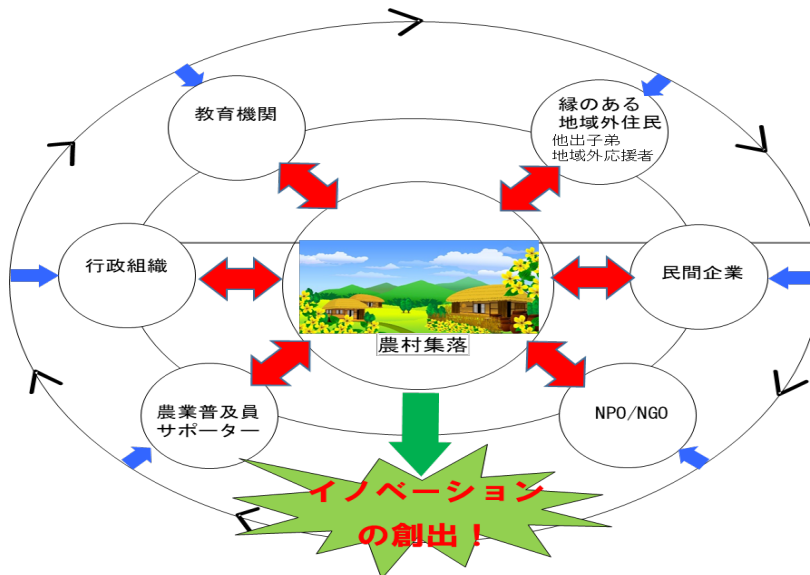 教育機関
縁のある
地域外住民
他出子弟
地域外応援者
行政組織
民間企業
農村集落
農業普及員
サポーター
NPO/NGO
イノベーション
の創出！